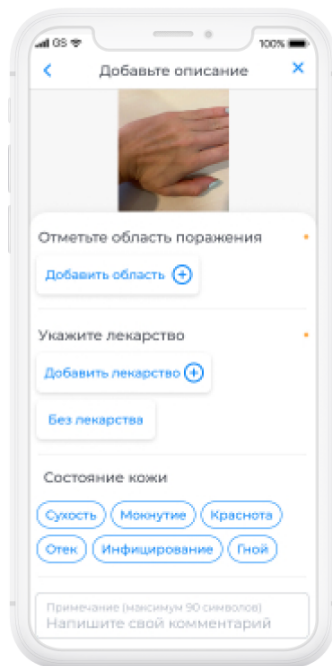 GS 100%
Добавьте описание
Отметьте область поражения
Добавить область
Укажите лекарство
Добавить лекарство
Без лекарства
Состояние кожи
Сухость Мокнутие Краснота
Отек Инфицирование Гной
Примечание (максимум 90 символов)
Напишите свой комментарий